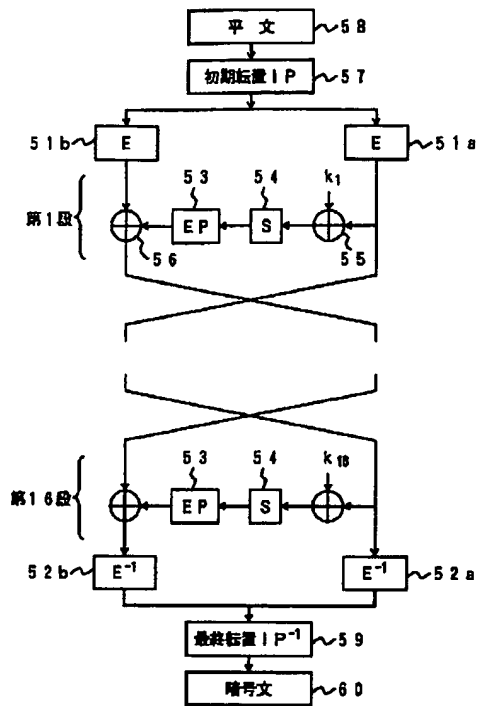 平 文 58
初期転置IP 57
51b E E 51a
53 54 k1
第1段 EP S
56 55
53 54 k16
第16段 EP S
52b E-1 E-1 52a
最終転置IP-1 59
暗号文 60